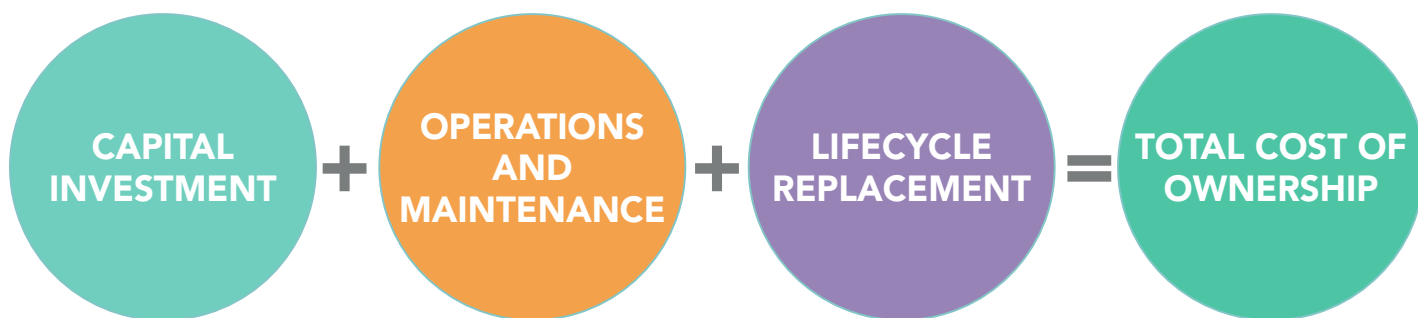 CAPITAL
INVESTMENT
+
OPERATIONS
AND
MAINTENANCE
+
LIFECYCLE
REPLACEMENT
=
TOTAL COST OF
OWNERSHIP